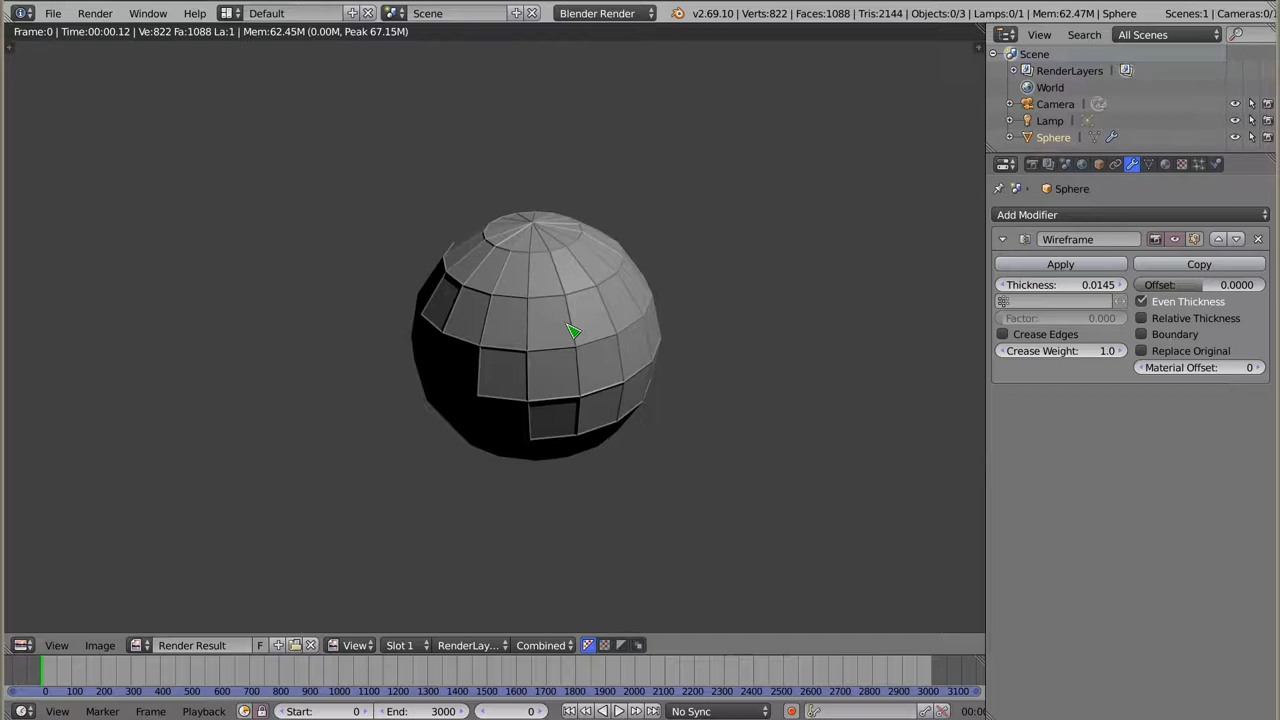 File Render Window Help Default Scene Blender Render v2.69.10 | Verts:822 | Faces:1088 | Tris:2144 | Objects:0/3 | Lamps:0/1 | Mem:62.47M | Sphere Scenes:1 | Cameras:0/
Frame:0 | Time:00:00.12 | Ve:822 Fa:1088 La:1 | Mem:62.45M (0.00M, Peak 67.15M)
View Search All Scenes
Scene
RenderLayers
World
Camera
Lamp
Sphere
Sphere
Add Modifier
Wireframe
Apply Copy
Thickness: 0.0145 Offset: 0.0000
Even Thickness
Factor: 0.000 Relative Thickness
Crease Edges Boundary
Crease Weight: 1.0 Replace Original
Material Offset: 0
View Image Render Result F View Slot 1 RenderLay... Combined
0 100 200 300 400 500 600 700 800 900 1000 1100 1200 1300 1400 1500 1600 1700 1800 1900 2000 2100 2200 2300 2400 2500 2600 2700 2800 2900 3000 3100
View Marker Frame Playback Start: 0 End: 3000 0 No Sync 00:0